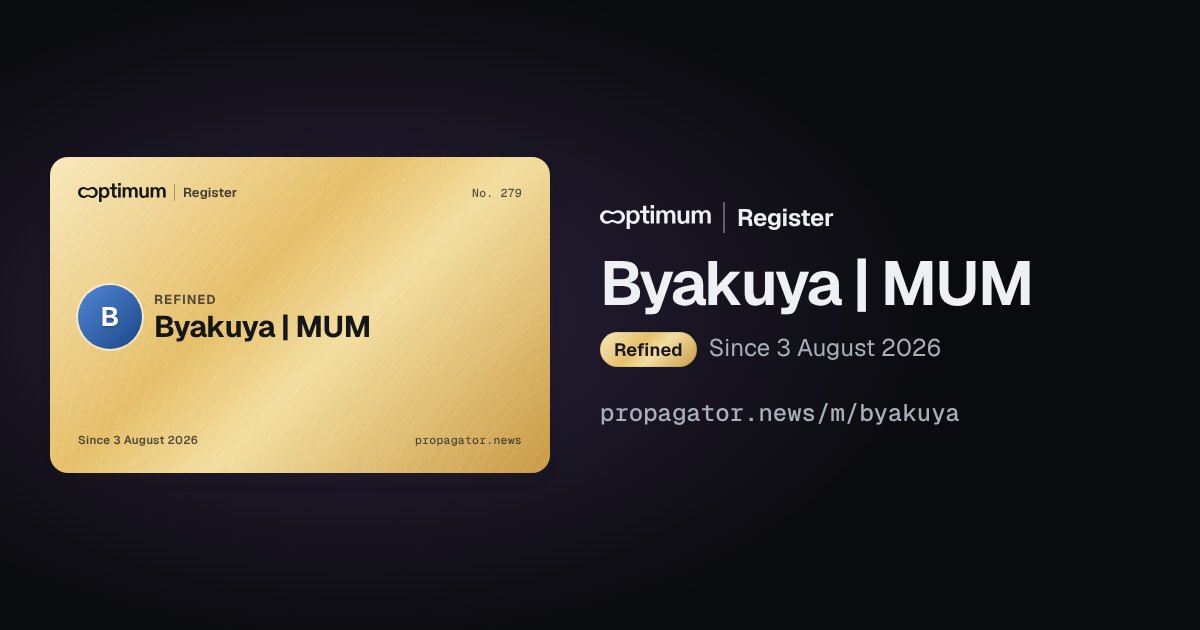 optimum | Register
No. 279
B
REFINED
Byakuya | MUM
Since 3 August 2026
propagator.news
optimum | Register
Byakuya | MUM
Refined
Since 3 August 2026
propagator.news/m/byakuya